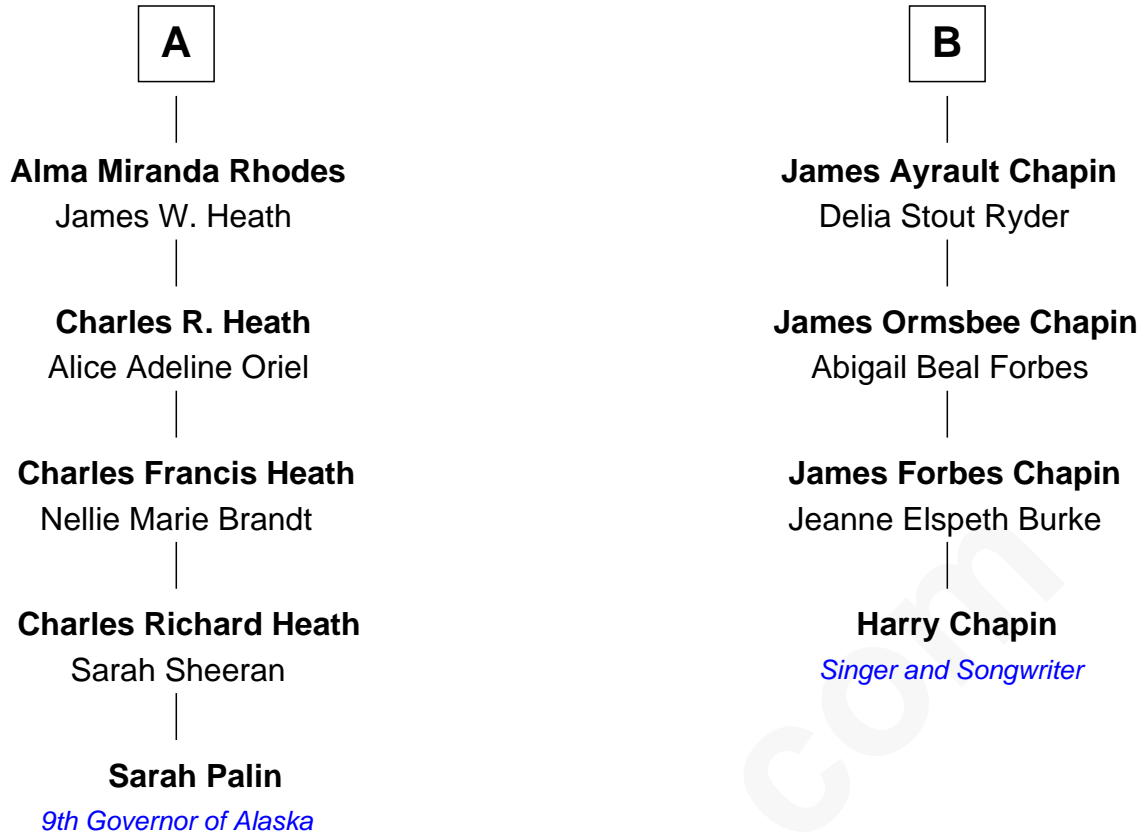 A
Alma Miranda Rhodes
James W. Heath
Charles R. Heath
Alice Adeline Oriel
Charles Francis Heath
Nellie Marie Brandt
Charles Richard Heath
Sarah Sheeran
Sarah Palin
9th Governor of Alaska
B
James Ayrault Chapin
Delia Stout Ryder
James Ormsbee Chapin
Abigail Beal Forbes
James Forbes Chapin
Jeanne Elspeth Burke
Harry Chapin
Singer and Songwriter
com